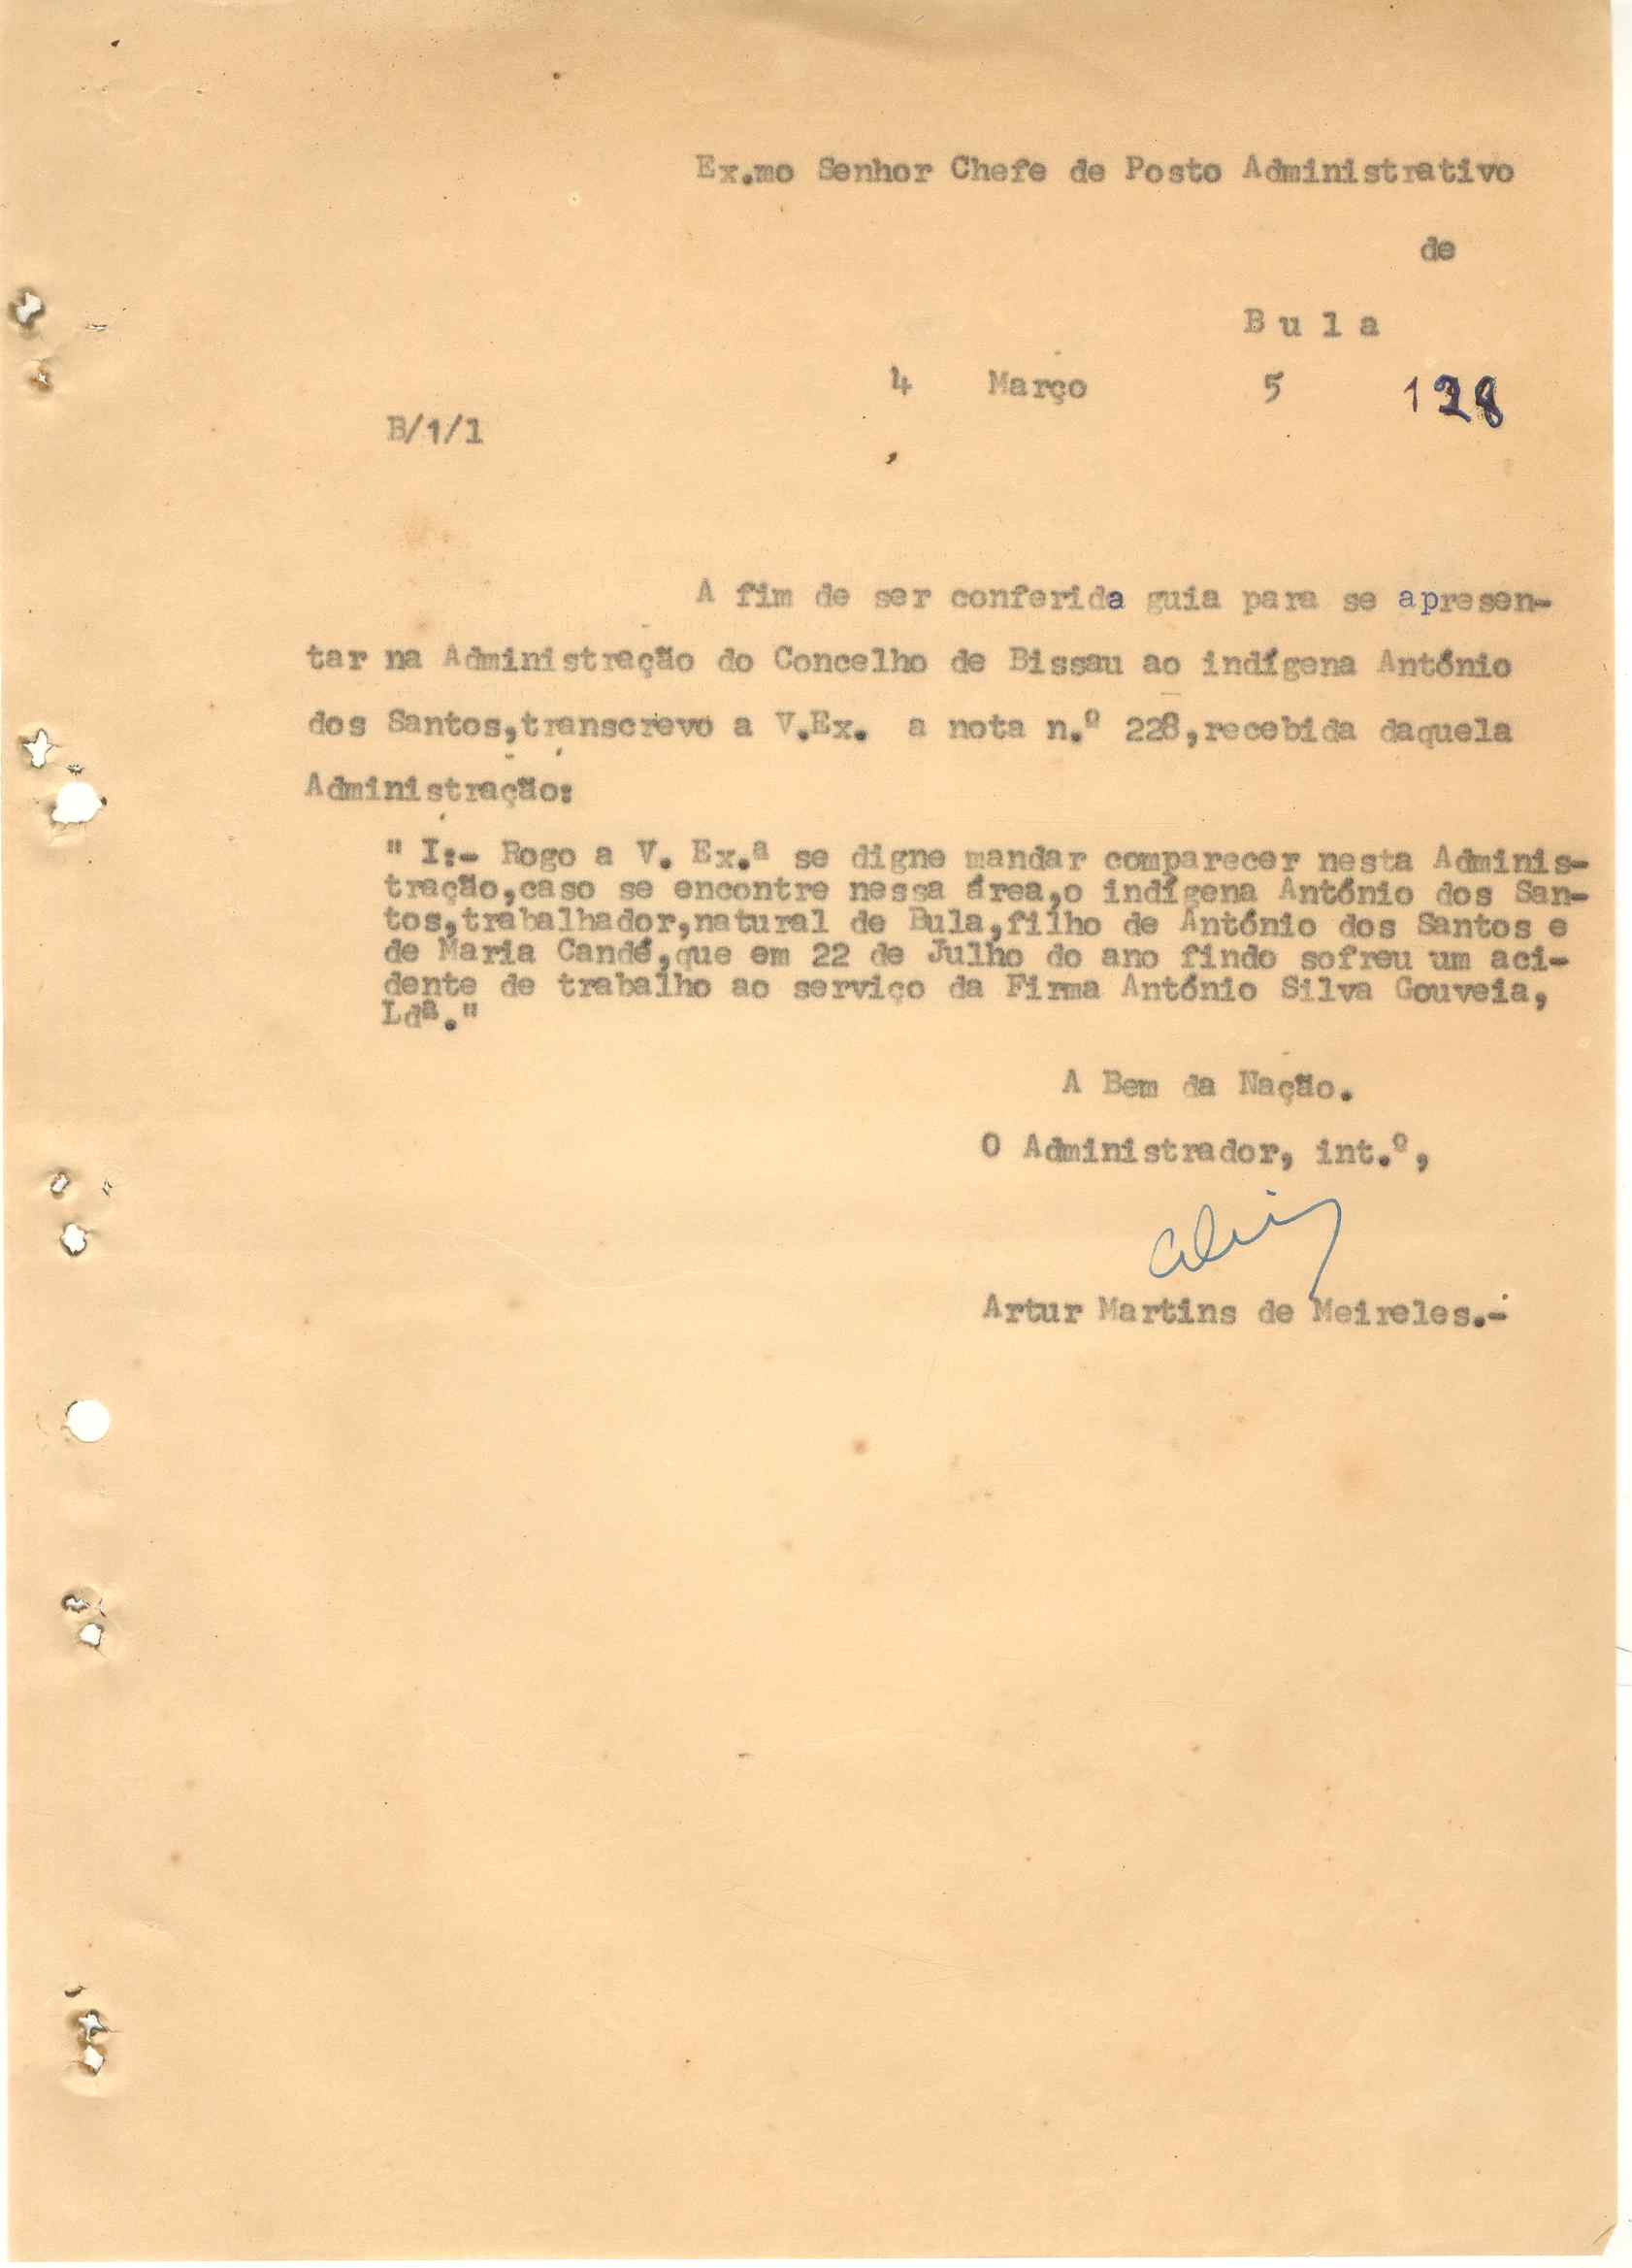 Ex.mo Senhor Chefe de Posto Administrativo
de
B u l a
4 Março 5 128
B/1/1
A fim de ser conferida guia para se apresen-
tar na Administração do Concelho de Bissau ao indígena António
dos Santos,transcrevo a V.Ex. a nota n.º 228,recebida daquela
Administração:
" I:- Rogo a V. Ex.ª se digne mandar comparecer nesta Adminis-
tração,caso se encontre nessa área,o indígena António dos San-
tos,trabalhador,natural de Bula,filho de António dos Santos e
de Maria Candé,que em 22 de Julho do ano findo sofreu um aci-
dente de trabalho ao serviço da Firma António Silva Gouveia,
Ldª."
A Bem da Nação.
O Administrador, int.º,
Artur Martins de Meireles.-